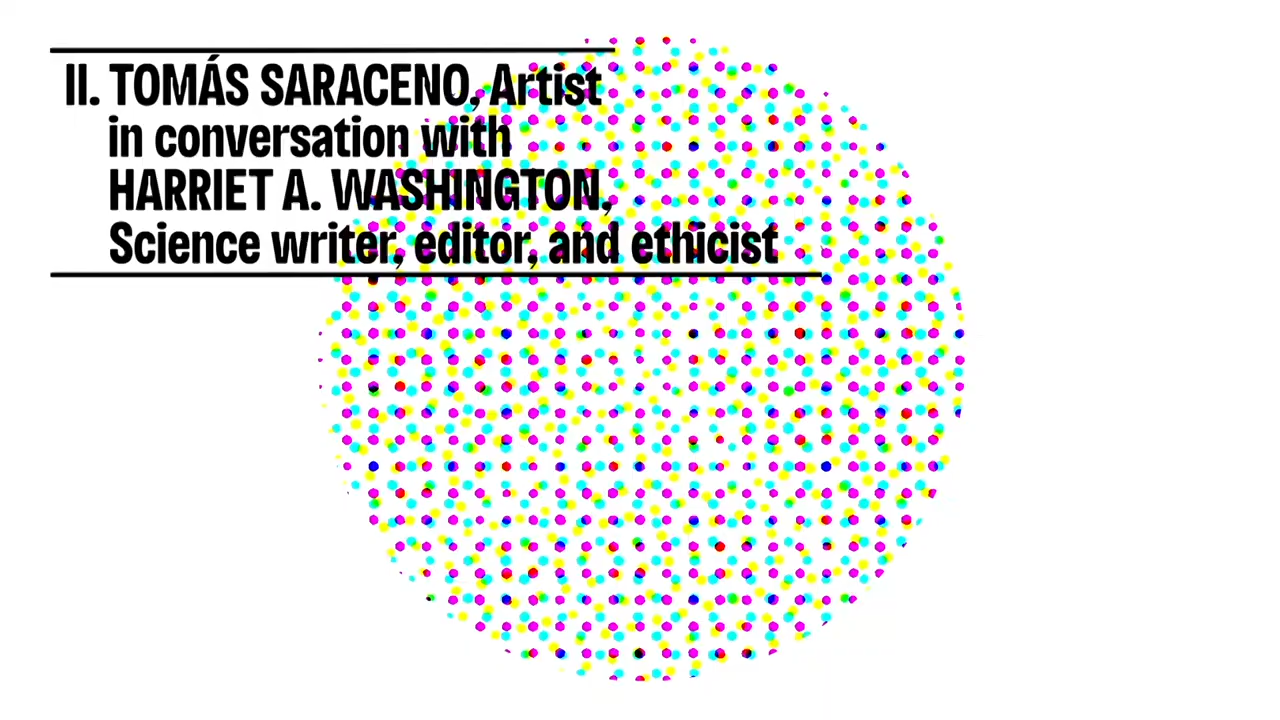 II. TOMÁS SARACENO, Artist
in conversation with
HARRIET A. WASHINGTON,
Science writer, editor, and ethicist